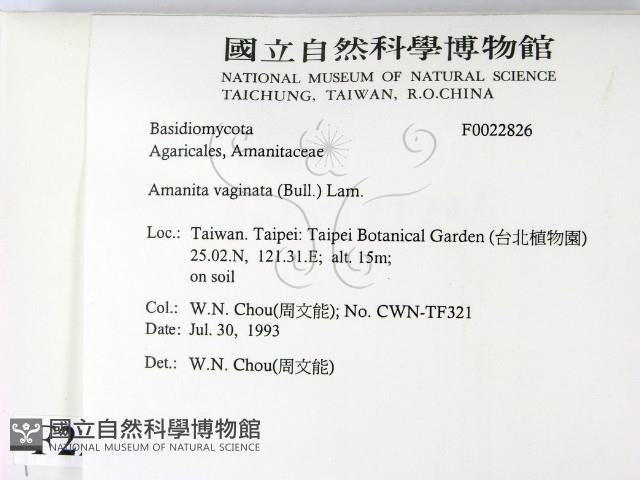 國立自然科學博物館
NATIONAL MUSEUM OF NATURAL SCIENCE
TAICHUNG, TAIWAN, R.O.CHINA
Basidiomycota F0022826
Agaricales, Amanitaceae
Amanita vaginata (Bull.) Lam.
Loc.: Taiwan. Taipei: Taipei Botanical Garden (台北植物園)
25.02.N, 121.31.E; alt. 15m;
on soil
Col.: W.N. Chou(周文能); No. CWN-TF321
Date: Jul. 30, 1993
Det.: W.N. Chou(周文能)
國立自然科學博物館
NATIONAL MUSEUM OF NATURAL SCIENCE